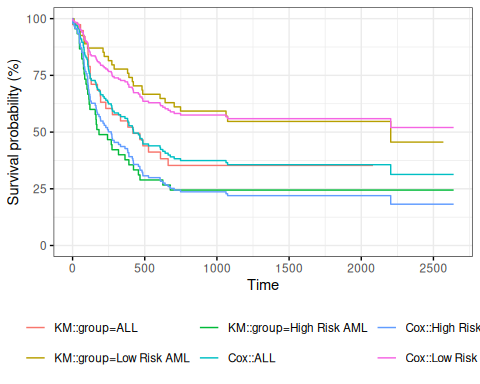 100
75
50
25
0
Survival probability (%)
0 500 1000 1500 2000 2500
Time
KM::group=ALL KM::group=High Risk AML Cox::High Risk
KM::group=Low Risk AML Cox::ALL Cox::Low Risk